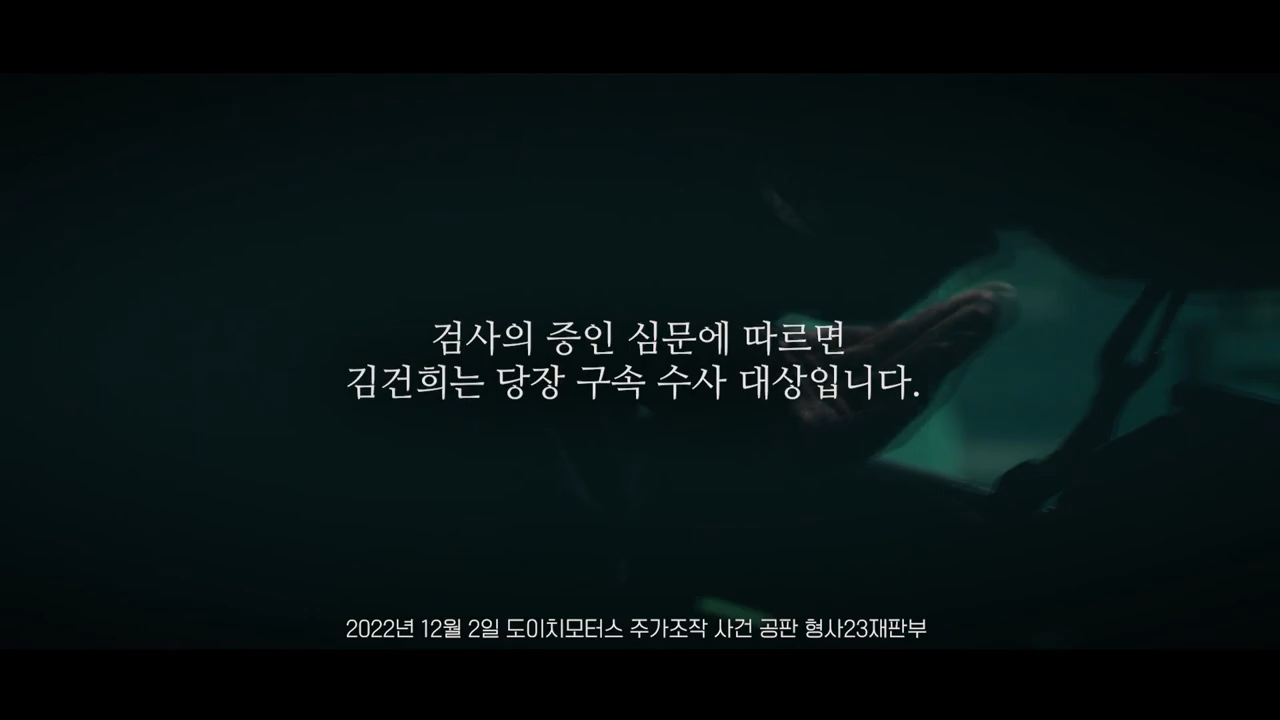 검사의 증인 심문에 따르면
김건희는 당장 구속 수사 대상입니다.
2022년 12월 2일 도이치모터스 주가조작 사건 공판 형사23재판부